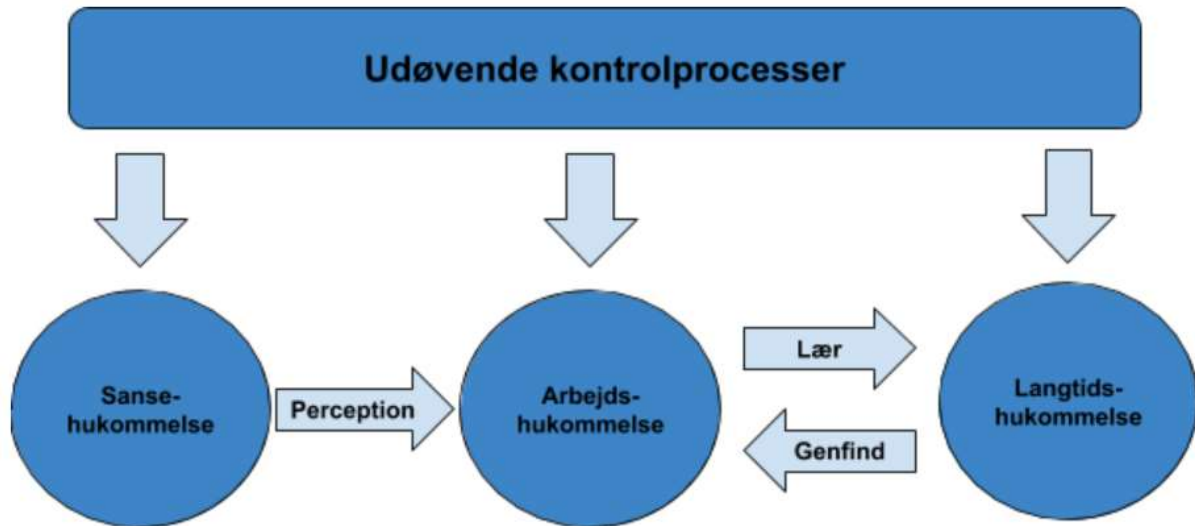 Udøvende kontrolprocesser
Sanse-
hukommelse
Perception
Arbejds-
hukommelse
Lær
Genfind
Langtids-
hukommelse